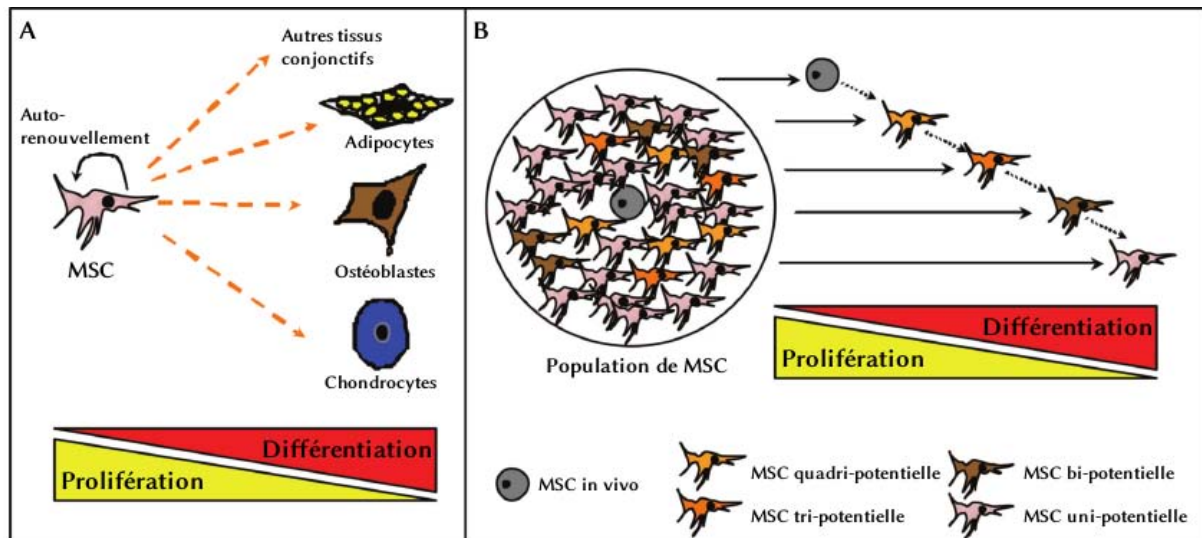 A
Autres tissus
conjonctifs
Auto-
renouvellement
Adipocytes
MSC
Ostéoblastes
Chondrocytes
Différentiation
Prolifération
B
Population de MSC
Différentiation
Prolifération
MSC in vivo
MSC quadri-potentielle
MSC tri-potentielle
MSC bi-potentielle
MSC uni-potentielle